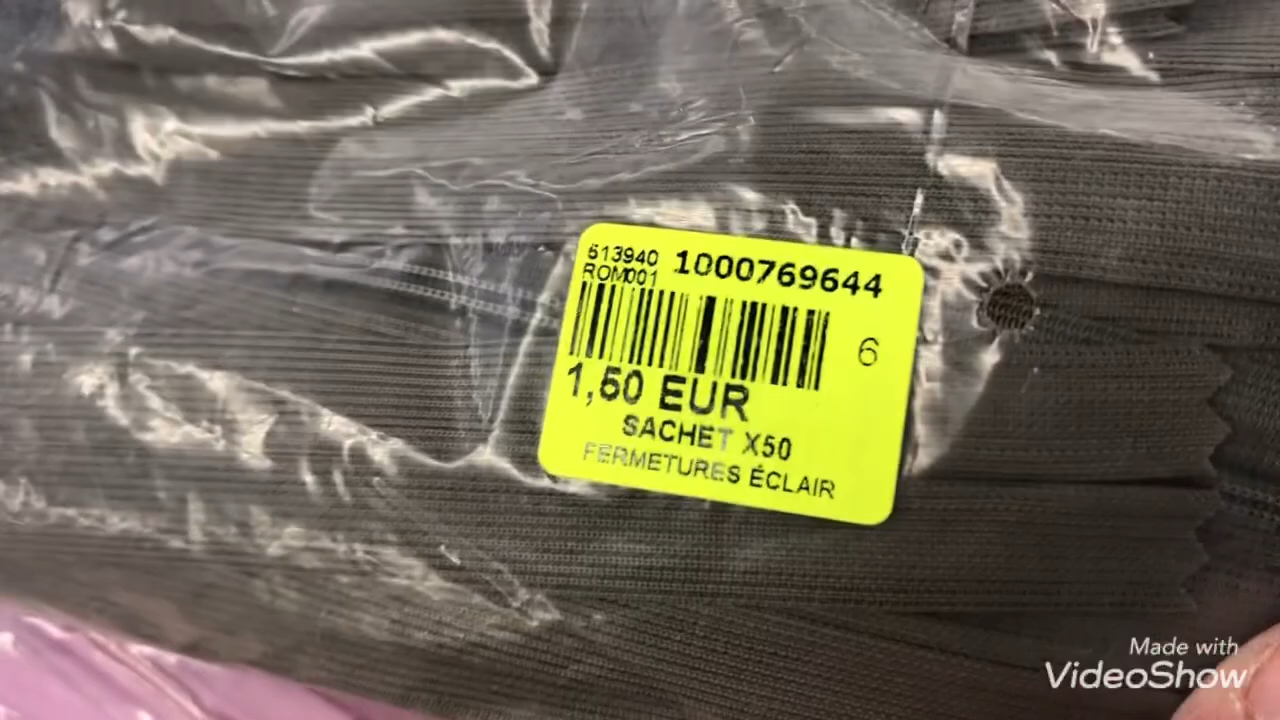 613940 1000769644
ROM001
6
1,50 EUR
SACHET X50
FERMETURES ÉCLAIR
Made with
VideoShow